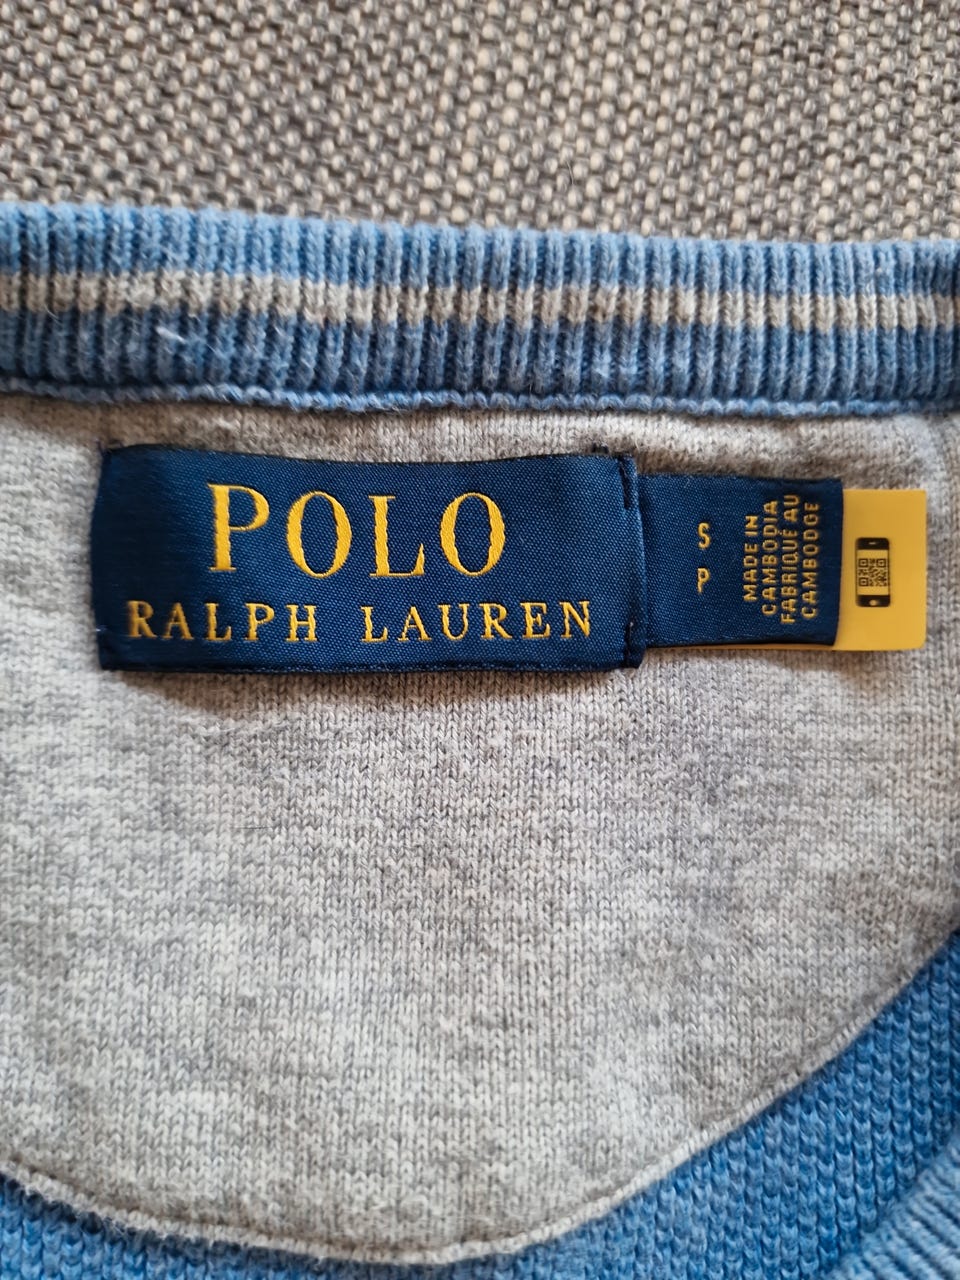 POLO
RALPH LAUREN
S
P
MADE IN
CAMBODIA
FABRIQUÉ AU
CAMBODGE